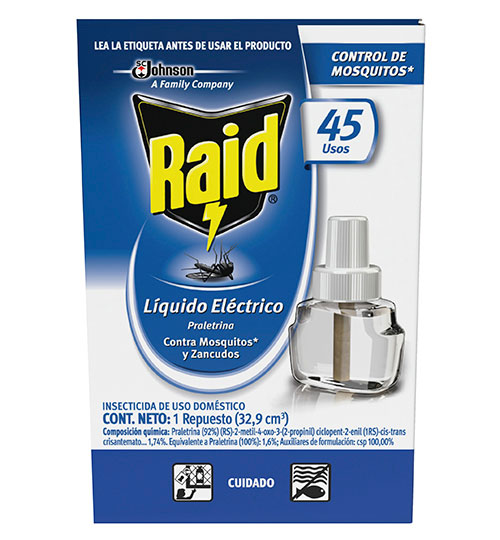 LEA LA ETIQUETA ANTES DE USAR EL PRODUCTO
SC Johnson
A Family Company
CONTROL DE
MOSQUITOS*
45
Usos
Raid®
Líquido Eléctrico
Praletrina
Contra Mosquitos*
y Zancudos
INSECTICIDA DE USO DOMÉSTICO
CONT. NETO: 1 Repuesto (32,9 cm³)
Composición química: Praletrina (92%) (RS)-2-metil-4-oxo-3-(2-propinil) ciclopent-2-enil (1RS)-cis-trans
crisantemato... 1,74%. Equivalente a Praletrina (100%): 1,6%; Auxiliares de formulación: csp 100,00%
CUIDADO